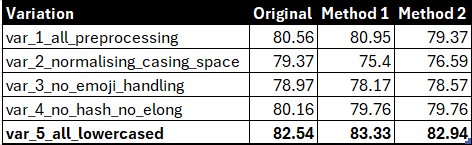 Variation Original Method 1 Method 2
var_1_all_preprocessing 80.56 80.95 79.37
var_2_normalising_casing_space 79.37 75.4 76.59
var_3_no_emoji_handling 78.97 78.17 78.57
var_4_no_hash_no_elong 80.16 79.76 79.76
var_5_all_lowercased 82.54 83.33 82.94